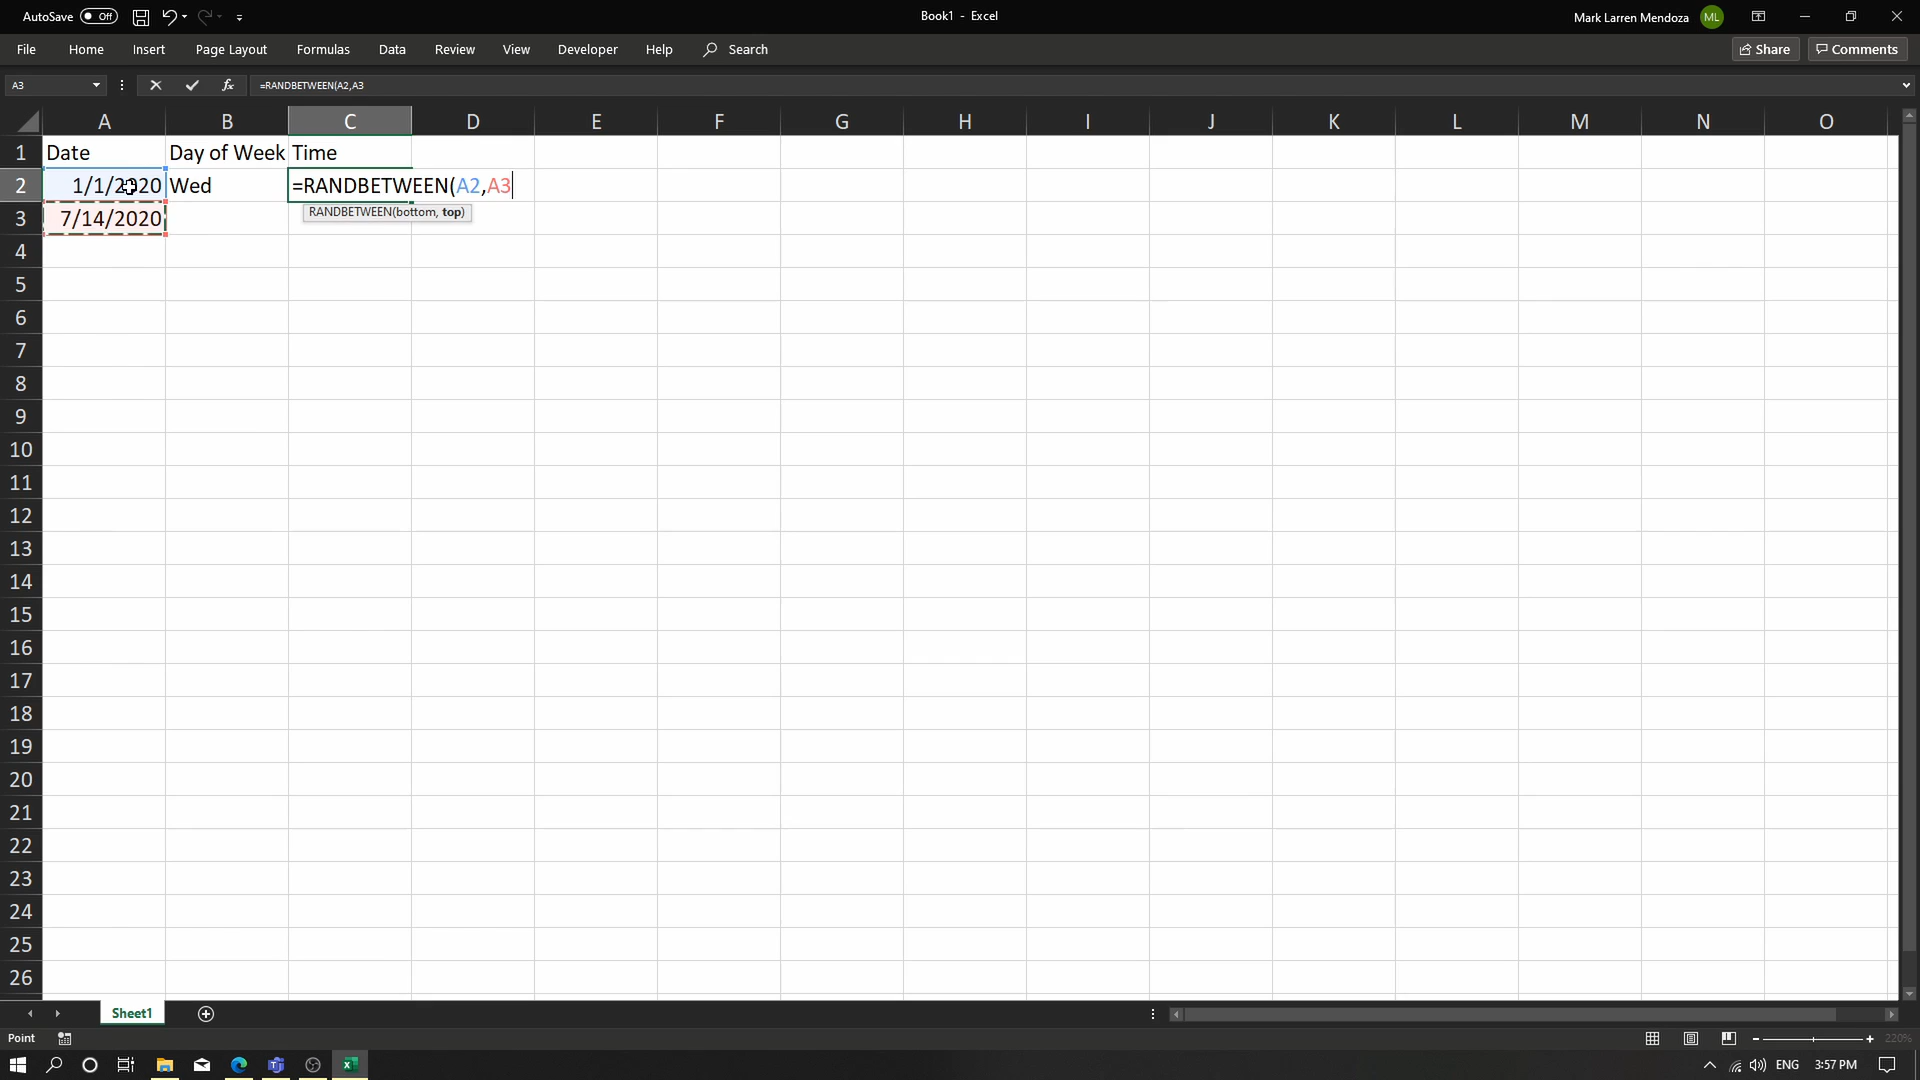 AutoSave Off Book1 - Excel Mark Larren Mendoza ML
File Home Insert Page Layout Formulas Data Review View Developer Help Search Share Comments
A3 fx =RANDBETWEEN(A2,A3
A B C D E F G H I J K L M N O
1 Date Day of Week Time
2 1/1/2020 Wed =RANDBETWEEN(A2,A3
RANDBETWEEN(bottom, top)
3 7/14/2020
4
5
6
7
8
9
10
11
12
13
14
15
16
17
18
19
20
21
22
23
24
25
26
Sheet1
Point 220%
ENG 3:57 PM